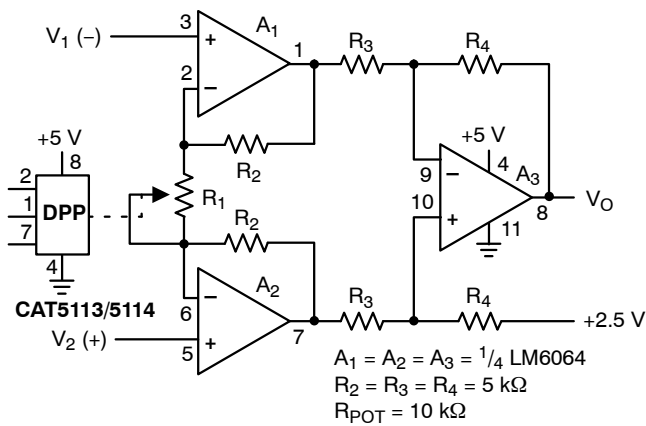 V1 (–)
3
+
A1
1
R3
R4
2
–
+5 V
8
R2
+5 V
4
2
1
7
DPP
R1
9
–
A3
10
+
8
VO
11
R2
4
CAT5113/5114
–
A2
6
R3
R4
+2.5 V
V2 (+)
5
+
7
A1 = A2 = A3 = 1/4 LM6064
R2 = R3 = R4 = 5 kΩ
RPOT = 10 kΩ